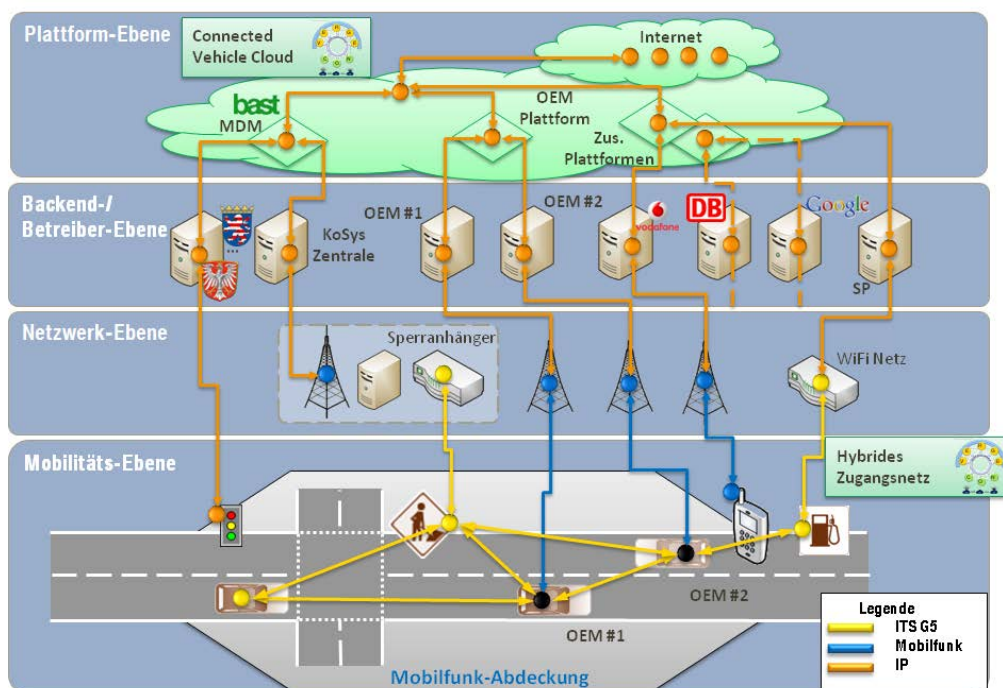 Plattform-Ebene
Connected
Vehicle Cloud
Internet
bast
MDM
OEM
Plattform
Zus.
Plattformen
Backend-/
Betreiber-Ebene
...
KoSys
Zentrale
OEM #1
OEM #2
vodafone
DB
Google
SP
Netzwerk-Ebene
Sperranhänger
WiFi Netz
Mobilitäts-Ebene
Hybrides
Zugangsnetz
OEM #2
OEM #1
Mobilfunk-Abdeckung
Legende
ITS G5
Mobilfunk
IP